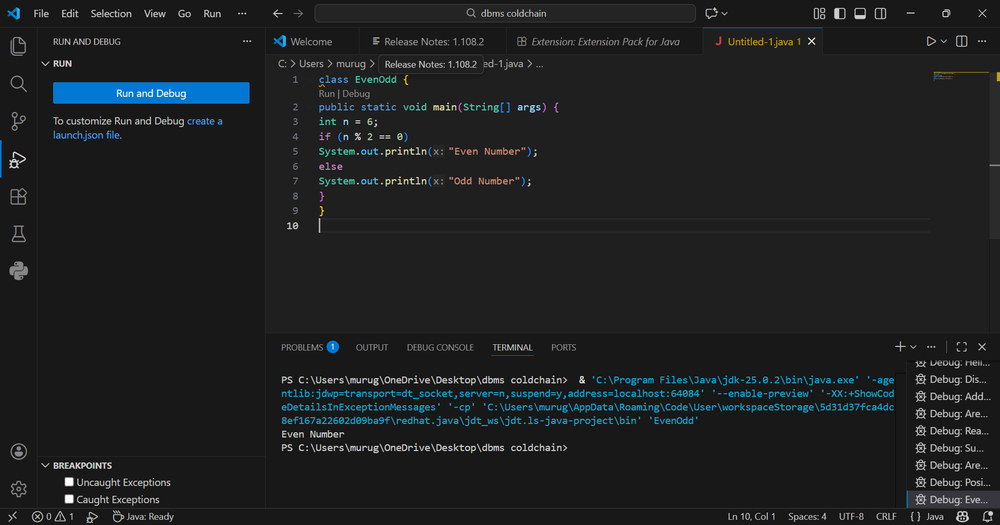 File Edit Selection View Go Run ···
dbms coldchain
RUN AND DEBUG ···
RUN
Run and Debug
To customize Run and Debug create a
launch.json file.
Welcome
Release Notes: 1.108.2
Extension: Extension Pack for Java
J Untitled-1.java 1
C: > Users > murug > ed-1.java > ...
Release Notes: 1.108.2
1 class EvenOdd {
Run | Debug
2 public static void main(String[] args) {
3 int n = 6;
4 if (n % 2 == 0)
5 System.out.println(x: "Even Number");
6 else
7 System.out.println(x: "Odd Number");
8 }
9 }
10
PROBLEMS 1 OUTPUT DEBUG CONSOLE TERMINAL PORTS
PS C:\Users\murug\OneDrive\Desktop\dbms coldchain>  & 'C:\Program Files\Java\jdk-25.0.2\bin\java.exe' '-age
ntlib:jdwp=transport=dt_socket,server=n,suspend=y,address=localhost:64084' '--enable-preview' '-XX:+ShowCod
eDetailsInExceptionMessages' '-cp' 'C:\Users\murug\AppData\Roaming\Code\User\workspaceStorage\5d31d37fca4dc
8ef167a22602d09ba9f\redhat.java\jdt_ws\jdt.ls-java-project\bin' 'EvenOdd'
Even Number
PS C:\Users\murug\OneDrive\Desktop\dbms coldchain>
Debug: Hell...
Debug: Dis...
Debug: Add...
Debug: Are...
Debug: Rea...
Debug: Su...
Debug: Are...
Debug: Posi...
Debug: Eve...
BREAKPOINTS
Uncaught Exceptions
Caught Exceptions
0 1 Java: Ready
Ln 10, Col 1 Spaces: 4 UTF-8 CRLF { } Java